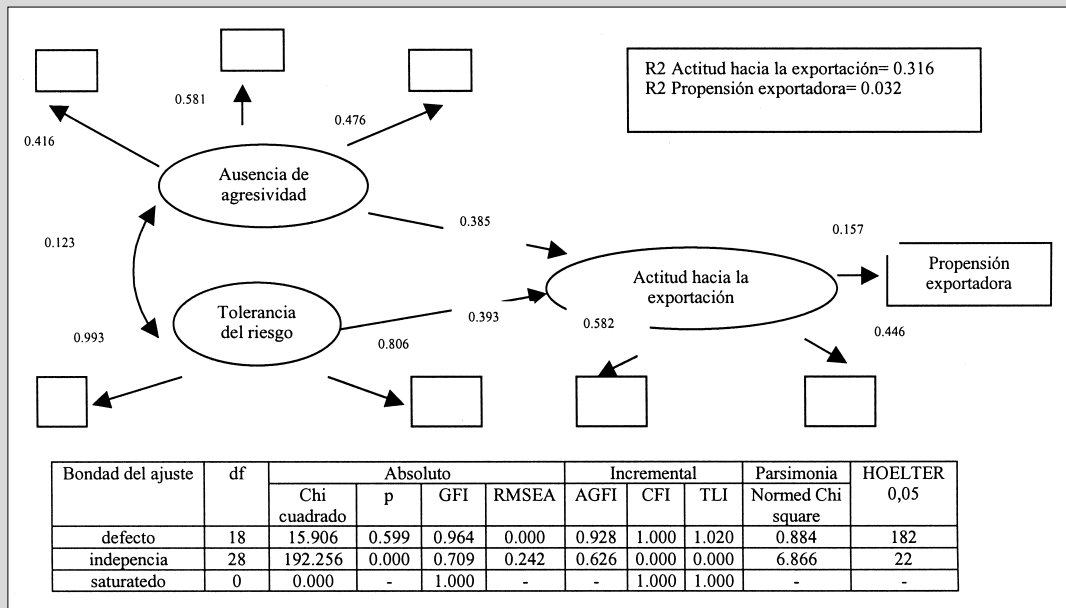 R2 Actitud hacia la exportación= 0.316
R2 Propensión exportadora= 0.032
0.581
0.476
0.416
Ausencia de
agresividad
0.385
0.123
0.157
Propensión
exportadora
Actitud hacia la
exportación
Tolerancia
del riesgo
0.393
0.582
0.446
0.993
0.806
Bondad del ajuste df Absoluto Incremental Parsimonia HOELTER
Chi p GFI RMSEA AGFI CFI TLI Normed Chi 0,05
cuadrado square
defecto 18 15.906 0.599 0.964 0.000 0.928 1.000 1.020 0.884 182
indepencia 28 192.256 0.000 0.709 0.242 0.626 0.000 0.000 6.866 22
saturatedo 0 0.000 - 1.000 - - 1.000 1.000 - -